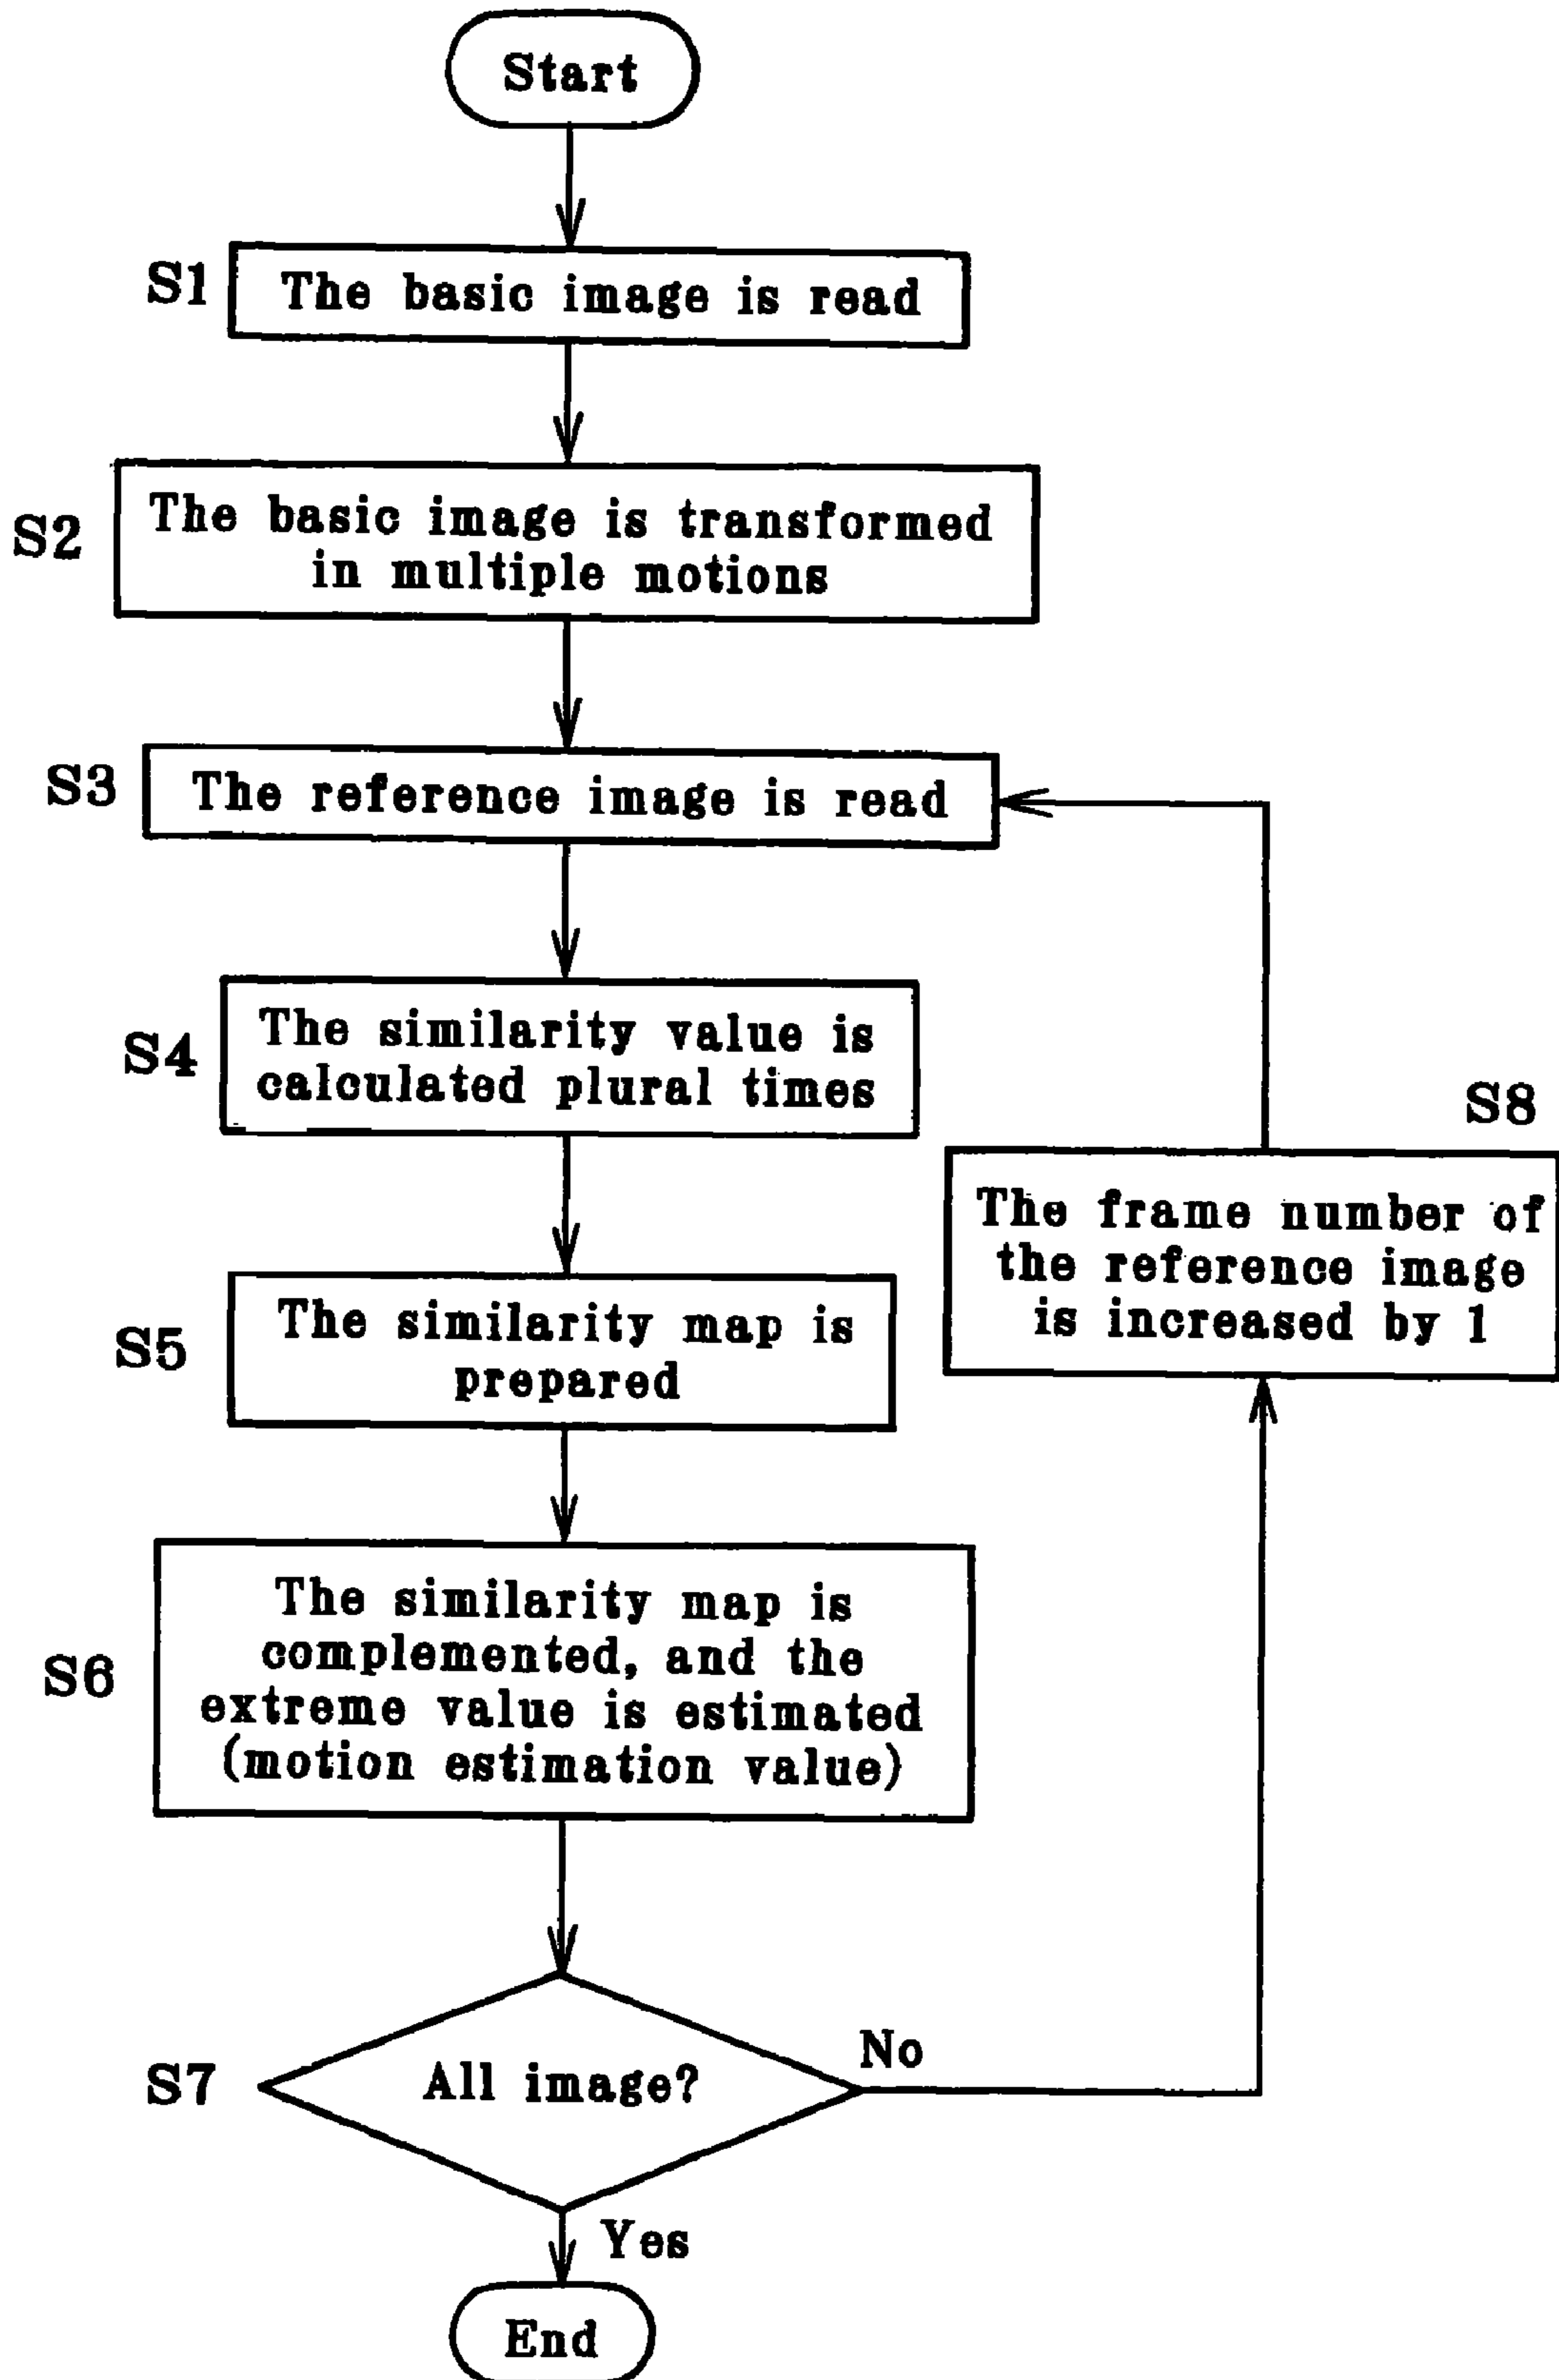 Start
S1
The basic image is read
S2
The basic image is transformed
in multiple motions
S3
The reference image is read
S4
The similarity value is
calculated plural times
S8
The frame number of
the reference image
is increased by 1
S5
The similarity map is
prepared
S6
The similarity map is
complemented, and the
extreme value is estimated
(motion estimation value)
S7
All image?
No
Yes
End